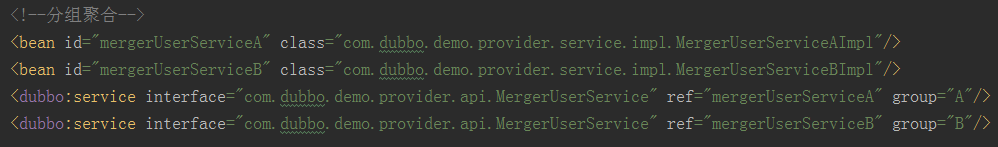 <!--分组聚合-->
<bean id="mergerUserServiceA" class="com.dubbo.demo.provider.service.impl.MergerUserServiceAImpl"/>
<bean id="mergerUserServiceB" class="com.dubbo.demo.provider.service.impl.MergerUserServiceBImpl"/>
<dubbo:service interface="com.dubbo.demo.provider.api.MergerUserService" ref="mergerUserServiceA" group="A"/>
<dubbo:service interface="com.dubbo.demo.provider.api.MergerUserService" ref="mergerUserServiceB" group="B"/>